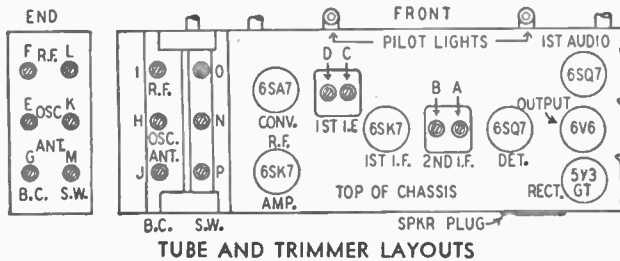 END
FRONT
F R.F. L
E OSC. K
ANT.
G M
B.C. S.W.
I O
R.F.
H N
OSC.
ANT.
J P
B.C. S.W.
PILOT LIGHTS
1ST AUDIO
D C
6SA7
CONV.
1ST I.F.
R.F.
6SK7
AMP.
6SK7
1ST I.F.
B A
2ND I.F.
6SQ7
DET.
6SQ7
OUTPUT
6V6
5Y3
GT
RECT.
TOP OF CHASSIS
SPKR PLUG
TUBE AND TRIMMER LAYOUTS